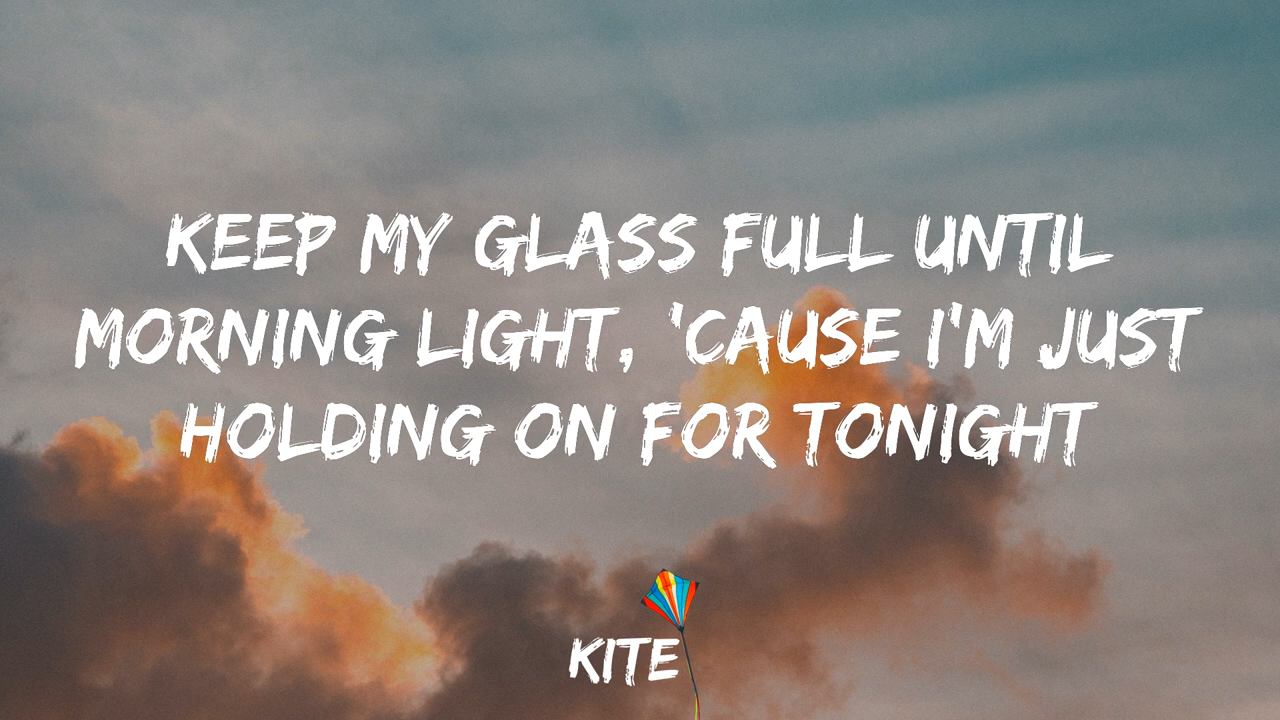 KEEP MY GLASS FULL UNTIL
MORNING LIGHT, 'CAUSE I'M JUST
HOLDING ON FOR TONIGHT
KITE